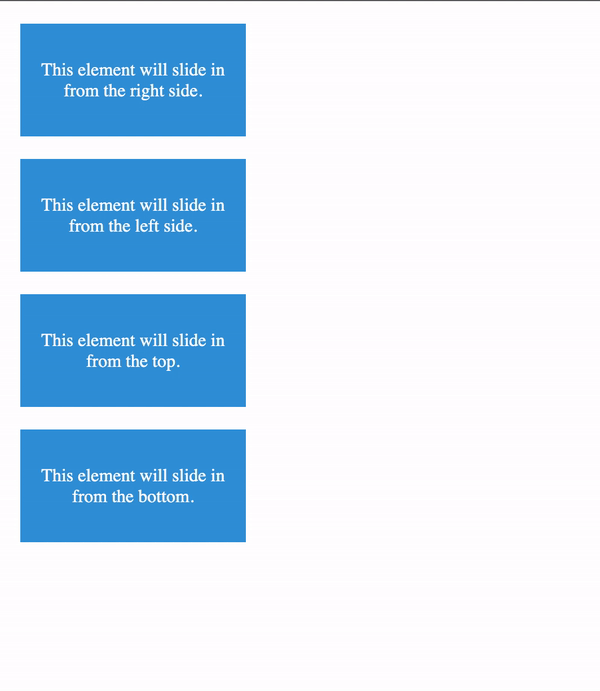 This element will slide in
from the right side.
This element will slide in
from the left side.
This element will slide in
from the top.
This element will slide in
from the bottom.